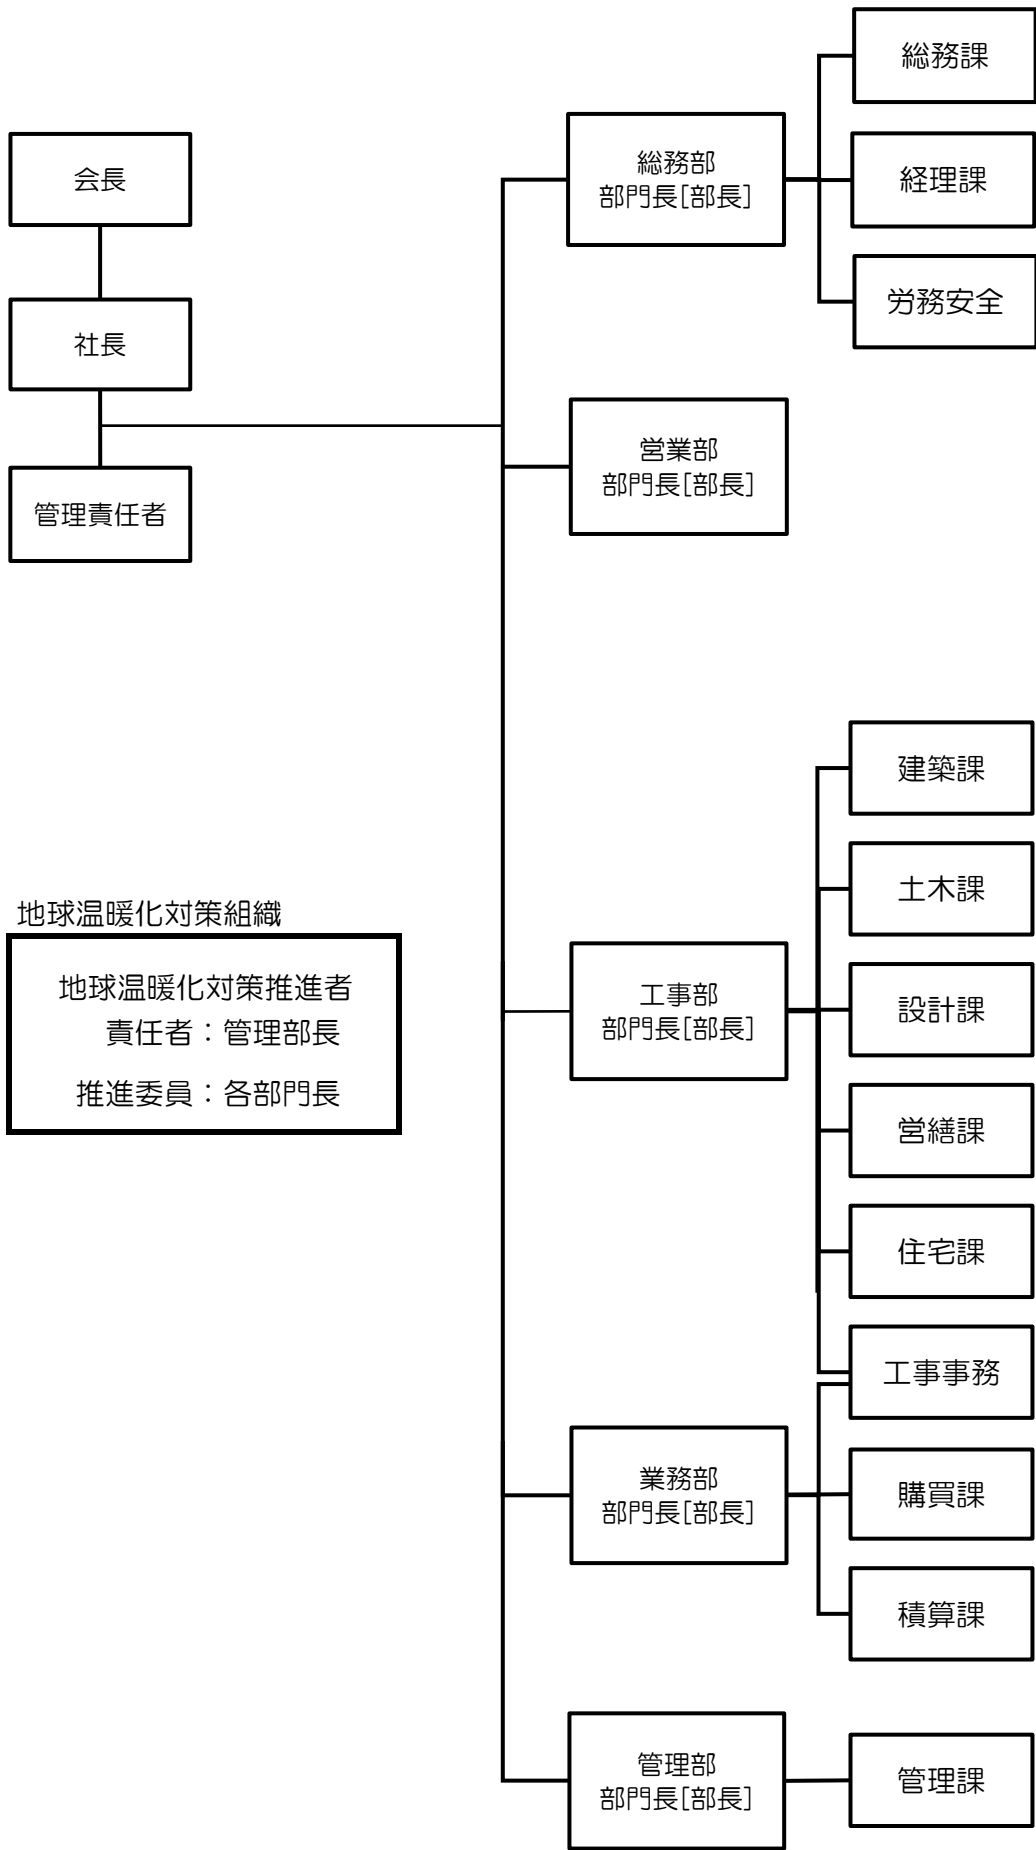 会長
社長
管理責任者
地球温暖化対策組織
地球温暖化対策推進者
責任者：管理部長
推進委員：各部門長
総務部
部門長[部長]
総務課
経理課
労務安全
営業部
部門長[部長]
工事部
部門長[部長]
建築課
土木課
設計課
営繕課
住宅課
工事事務
業務部
部門長[部長]
購買課
積算課
管理部
部門長[部長]
管理課